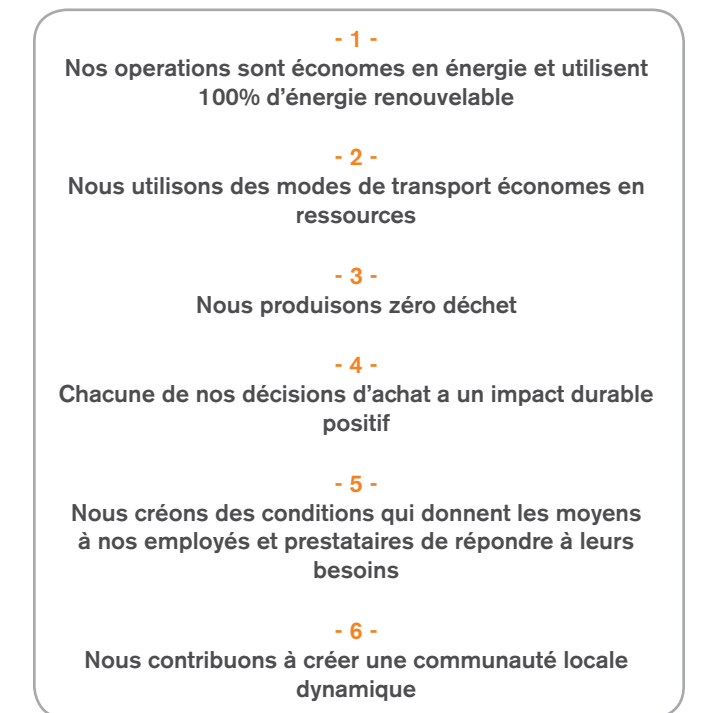 - 1 -
Nos operations sont économes en énergie et utilisent
100% d’énergie renouvelable
- 2 -
Nous utilisons des modes de transport économes en
ressources
- 3 -
Nous produisons zéro déchet
- 4 -
Chacune de nos décisions d’achat a un impact durable
positif
- 5 -
Nous créons des conditions qui donnent les moyens
à nos employés et prestataires de répondre à leurs
besoins
- 6 -
Nous contribuons à créer une communauté locale
dynamique